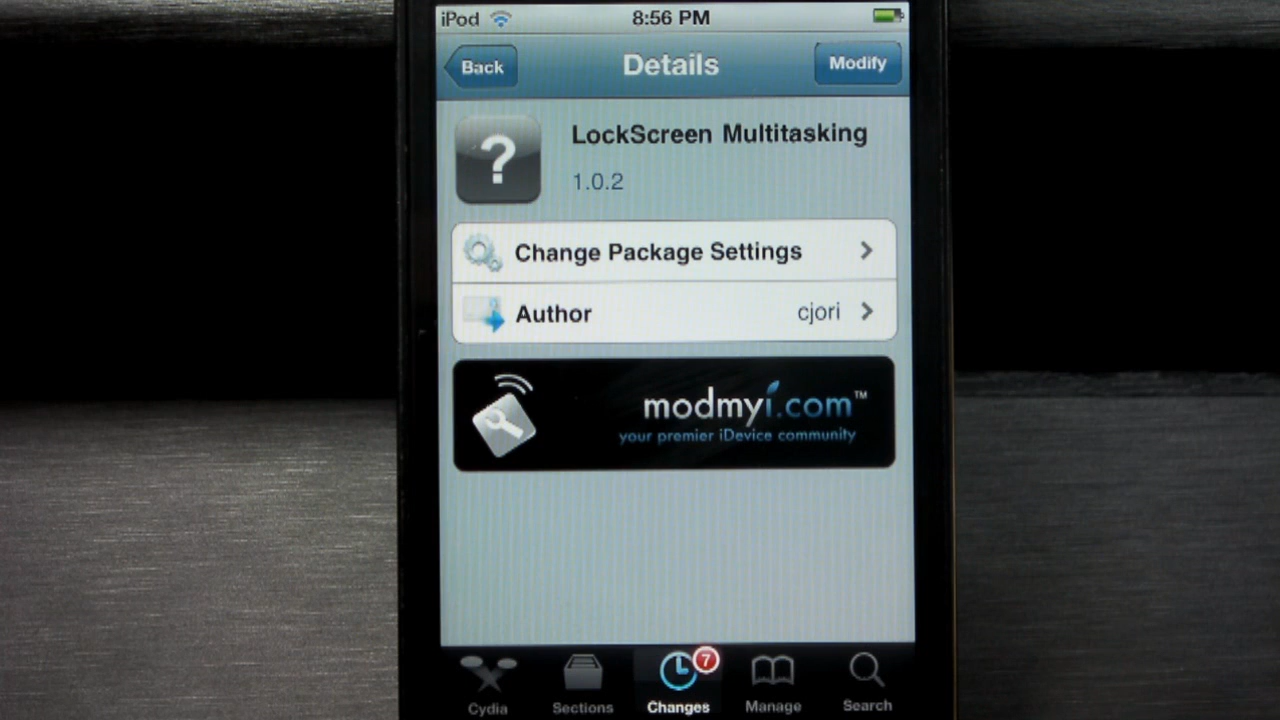 iPod 8:56 PM
Back Details Modify
?
LockScreen Multitasking
1.0.2
Change Package Settings
Author cjori
modmyi.com™
your premier iDevice community
7
Cydia Sections Changes Manage Search